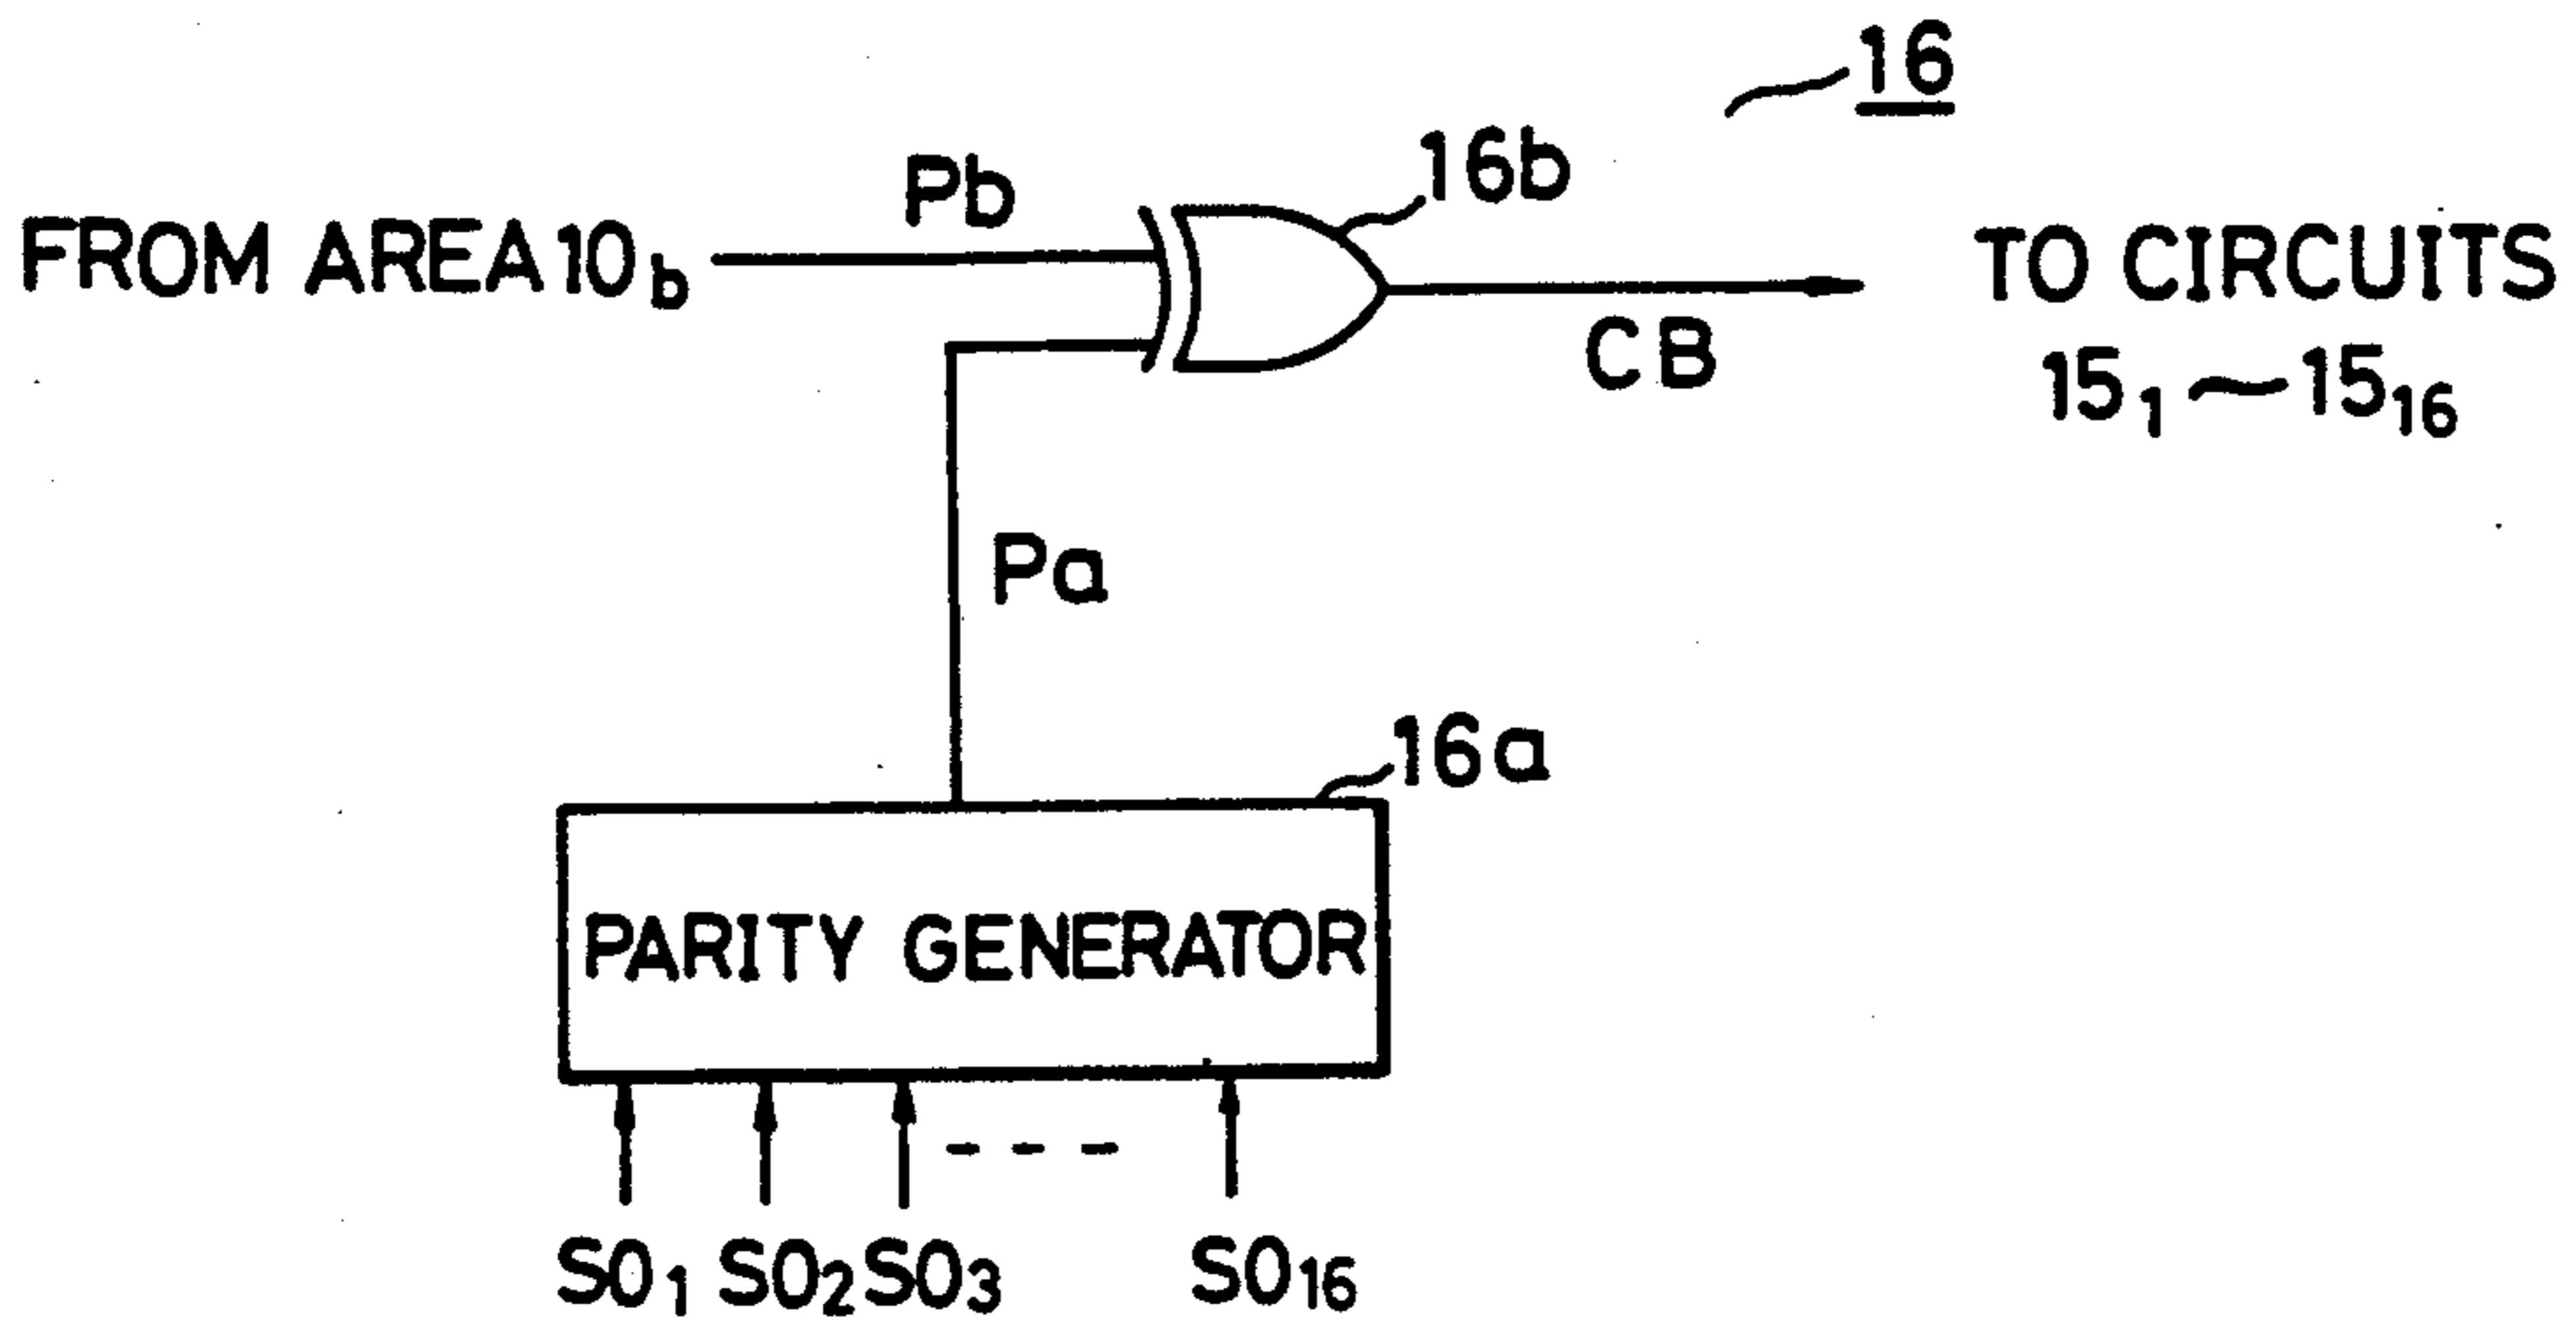 16
16b
Pb
FROM AREA 10b
TO CIRCUITS
151 ~ 1516
CB
Pa
16a
PARITY GENERATOR
SO1 SO2 SO3 --- SO16